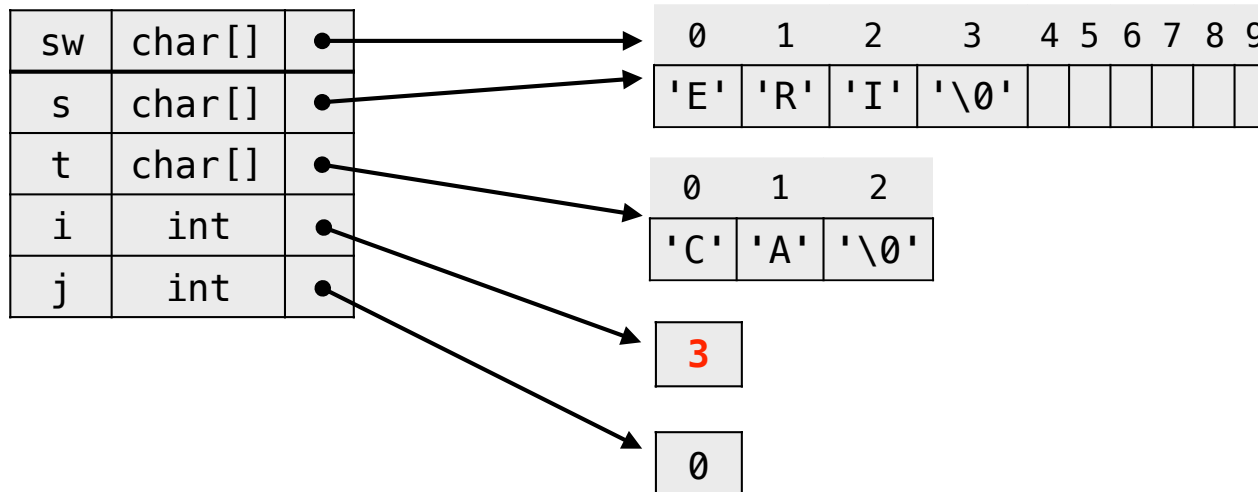 sw char[]
s char[]
t char[]
i int
j int
0 1 2 3 4 5 6 7 8 9
'E' 'R' 'I' '\0'
0 1 2
'C' 'A' '\0'
3
0